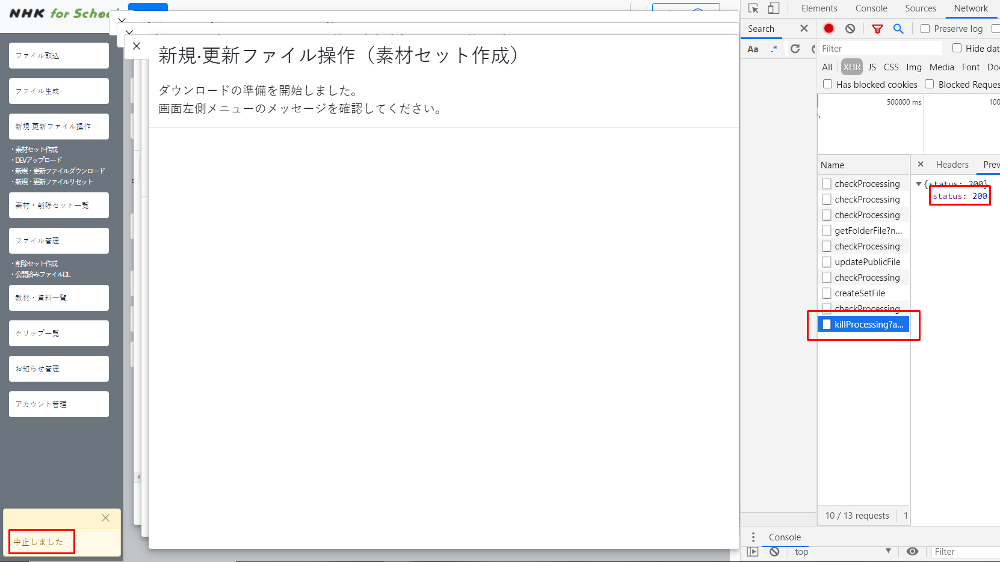 NHK for School
ファイル取込
ファイル生成
新規·更新ファイル操作
・素材セット作成
・DEVアップロード
・新規・更新ファイルダウンロード
・新規・更新ファイルリセット
素材・削除セット一覧
ファイル管理
・削除セット作成
・公開済みファイルDL
教材・資料一覧
クリップ一覧
お知らせ管理
アカウント管理
中止しました
新規·更新ファイル操作（素材セット作成）
ダウンロードの準備を開始しました。
画面左側メニューのメッセージを確認してください。
Elements Console Sources Network
Search
Preserve log
Aa .*
Filter
Hide dat
All XHR JS CSS Img Media Font Do
Has blocked cookies Blocked Reques
500000 ms 100
Name
Headers Prev
checkProcessing
checkProcessing
checkProcessing
getFolderFile?n...
checkProcessing
updatePublicFile
checkProcessing
createSetFile
checkProcessing
killProcessing?a...
{status: 200}
status: 200
10 / 13 requests 1
Console
top
Filter